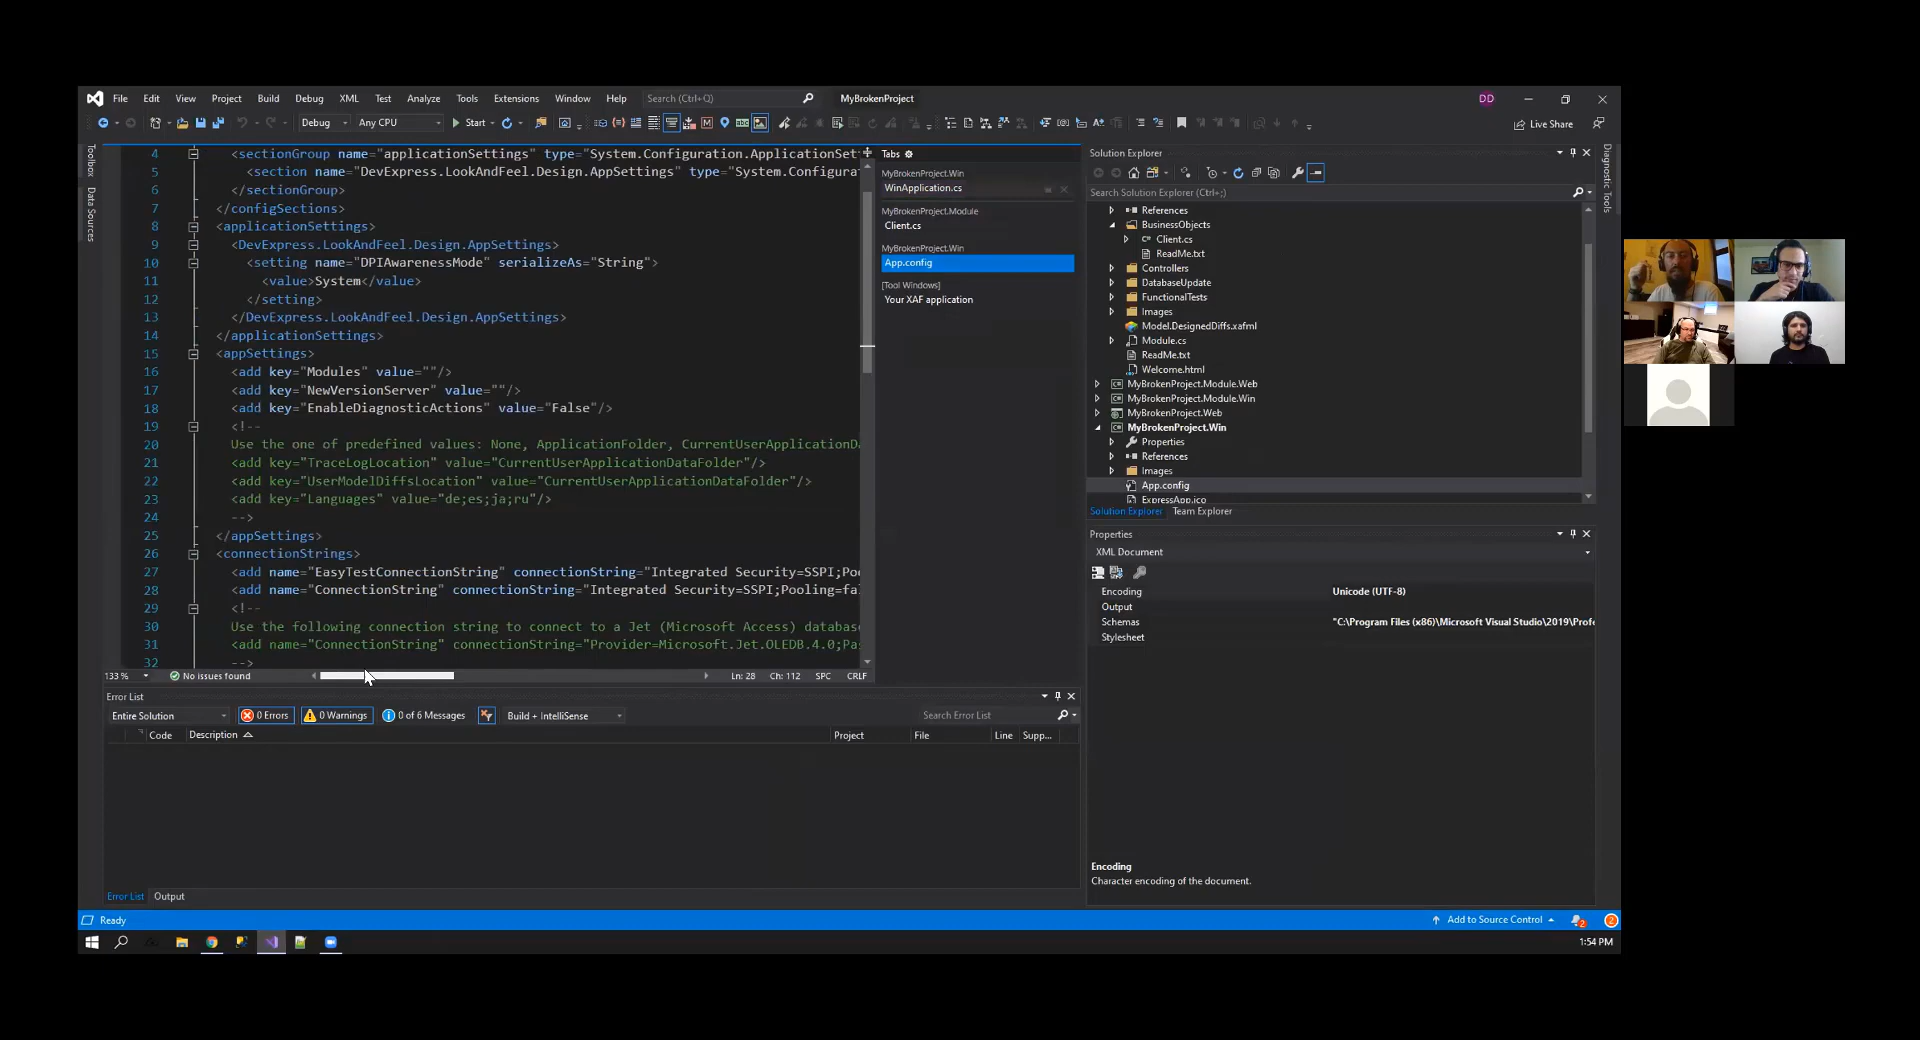 File Edit View Project Build Debug XML Test Analyze Tools Extensions Window Help Search (Ctrl+Q) MyBrokenProject DD
Debug Any CPU Start Live Share
Toolbox
Data Sources
4 <sectionGroup name="applicationSettings" type="System.Configuration.ApplicationSet
5 <section name="DevExpress.LookAndFeel.Design.AppSettings" type="System.Configura
6 </sectionGroup>
7 </configSections>
8 <applicationSettings>
9 <DevExpress.LookAndFeel.Design.AppSettings>
10 <setting name="DPIAwarenessMode" serializeAs="String">
11 <value>System</value>
12 </setting>
13 </DevExpress.LookAndFeel.Design.AppSettings>
14 </applicationSettings>
15 <appSettings>
16 <add key="Modules" value=""/>
17 <add key="NewVersionServer" value=""/>
18 <add key="EnableDiagnosticActions" value="False"/>
19 <!--
20 Use the one of predefined values: None, ApplicationFolder, CurrentUserApplicationDa
21 <add key="TraceLogLocation" value="CurrentUserApplicationDataFolder"/>
22 <add key="UserModelDiffsLocation" value="CurrentUserApplicationDataFolder"/>
23 <add key="Languages" value="de;es;ja;ru"/>
24 -->
25 </appSettings>
26 <connectionStrings>
27 <add name="EasyTestConnectionString" connectionString="Integrated Security=SSPI;Poo
28 <add name="ConnectionString" connectionString="Integrated Security=SSPI;Pooling=fal
29 <!--
30 Use the following connection string to connect to a Jet (Microsoft Access) database
31 <add name="ConnectionString" connectionString="Provider=Microsoft.Jet.OLEDB.4.0;Pas
32 -->
133 % No issues found Ln: 28 Ch: 112 SPC CRLF
Tabs
MyBrokenProject.Win
WinApplication.cs
MyBrokenProject.Module
Client.cs
MyBrokenProject.Win
App.config
[Tool Windows]
Your XAF application
Solution Explorer
Search Solution Explorer (Ctrl+;)
References
BusinessObjects
C# Client.cs
ReadMe.txt
Controllers
DatabaseUpdate
FunctionalTests
Images
Model.DesignedDiffs.xafml
Module.cs
ReadMe.txt
Welcome.html
MyBrokenProject.Module.Web
MyBrokenProject.Module.Win
MyBrokenProject.Web
MyBrokenProject.Win
Properties
References
Images
App.config
ExpressApp.ico
Solution Explorer Team Explorer
Diagnostic Tools
Properties
XML Document
Encoding Unicode (UTF-8)
Output
Schemas "C:\Program Files (x86)\Microsoft Visual Studio\2019\Profe
Stylesheet
Encoding
Character encoding of the document.
Error List
Entire Solution 0 Errors 0 Warnings 0 of 6 Messages Build + IntelliSense Search Error List
Code Description Project File Line Supp...
Error List Output
Ready Add to Source Control 2 2
1:54 PM